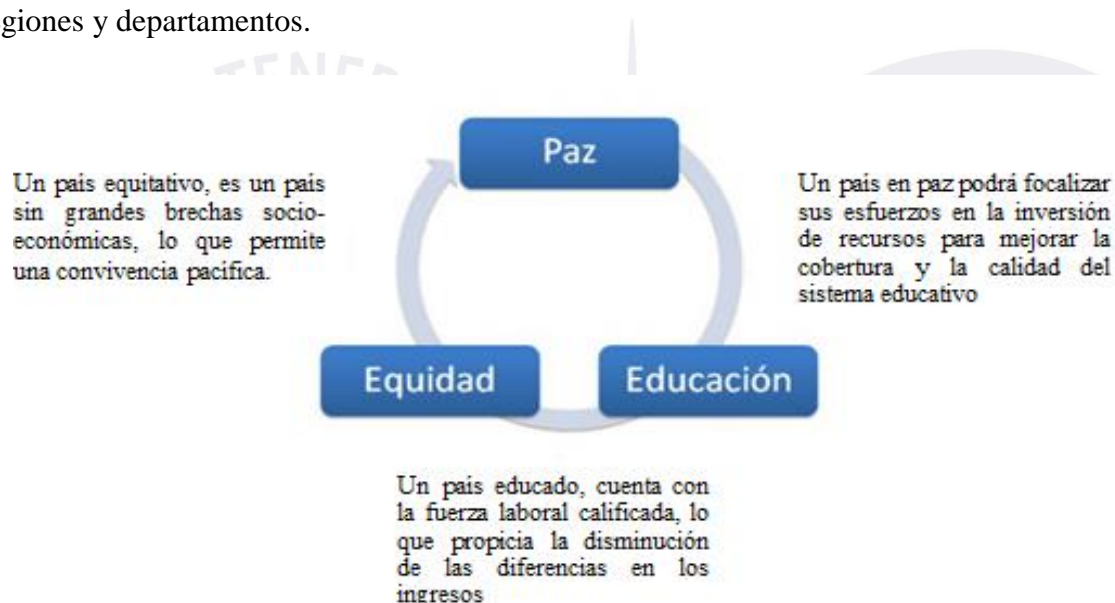 egiones y departamentos.
TENEB
Paz
Un pais equitativo, es un pais
sin grandes brechas socio-
económicas, lo que permite
una convivencia pacifica.
Un pais en paz podrá focalizar
sus esfuerzos en la inversión
de recursos para mejorar la
cobertura y la calidad del
sistema educativo
Equidad
Educación
Un pais educado, cuenta con
la fuerza laboral calificada, lo
que propicia la disminución
de las diferencias en los
ingresos